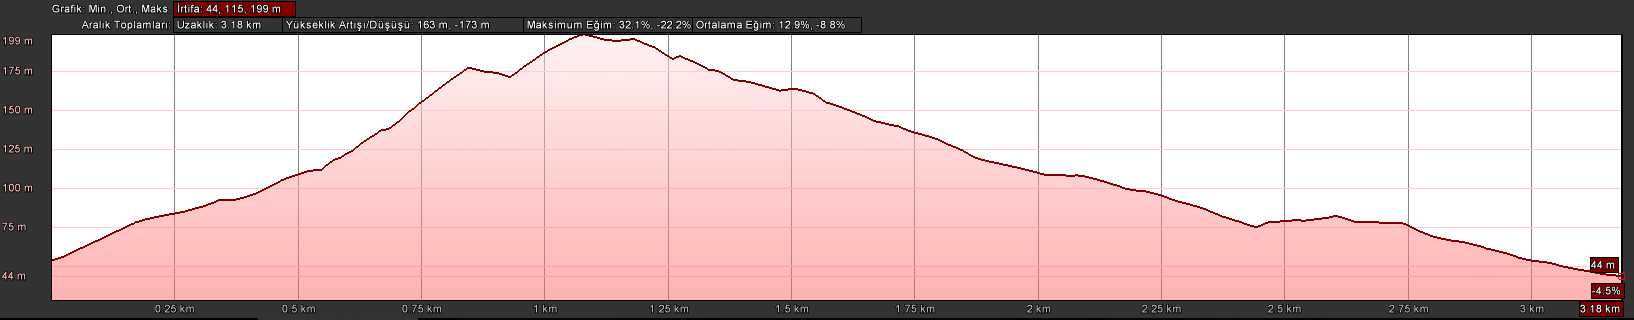 Grafik: Min., Ort., Maks. İrtifa: 44, 115, 199 m
Aralık Toplamları: Uzaklık: 3.18 km Yükseklik Artışı/Düşüşü: 163 m, -173 m Maksimum Eğim: 32.1%, -22.2% Ortalama Eğim: 12.9%, -8.8%
199 m
175 m
150 m
125 m
100 m
75 m
44 m
44 m
-4.5%
0.25 km 0.5 km 0.75 km 1 km 1.25 km 1.5 km 1.75 km 2 km 2.25 km 2.5 km 2.75 km 3 km 3.18 km